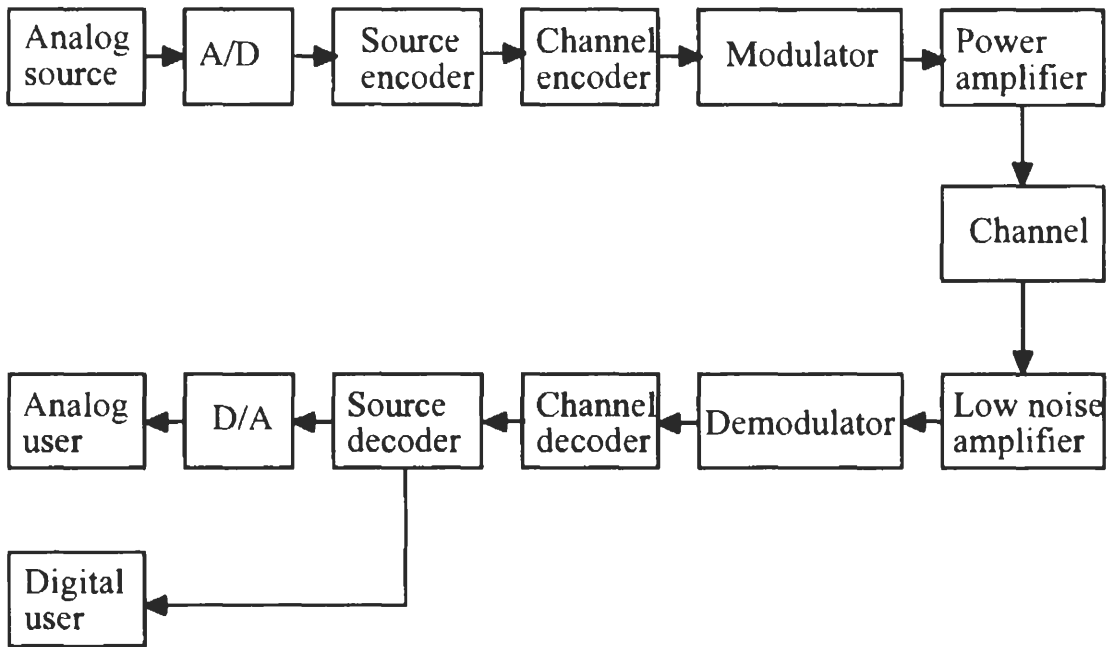 Analog
source
A/D
Source
encoder
Channel
encoder
Modulator
Power
amplifier
Channel
Analog
user
D/A
Source
decoder
Channel
decoder
Demodulator
Low noise
amplifier
Digital
user